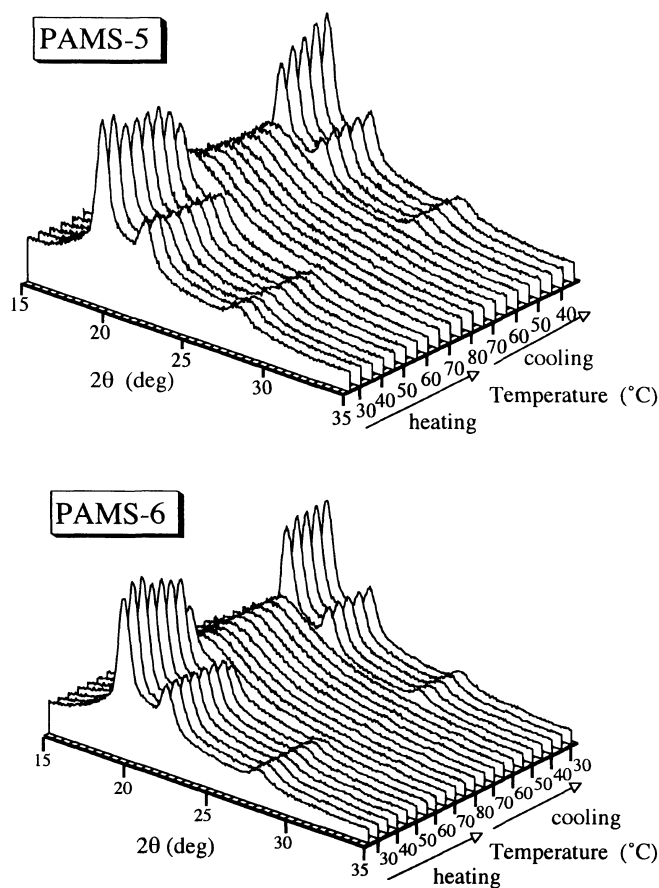 PAMS-5
15
20
25
30
35
2θ (deg)
30 40 50 60 70 80 70 60 50 40
heating
cooling
Temperature (˚C)
PAMS-6
15
20
25
30
35
2θ (deg)
30 40 50 60 70 80 70 60 50 40 30
heating
cooling
Temperature (˚C)